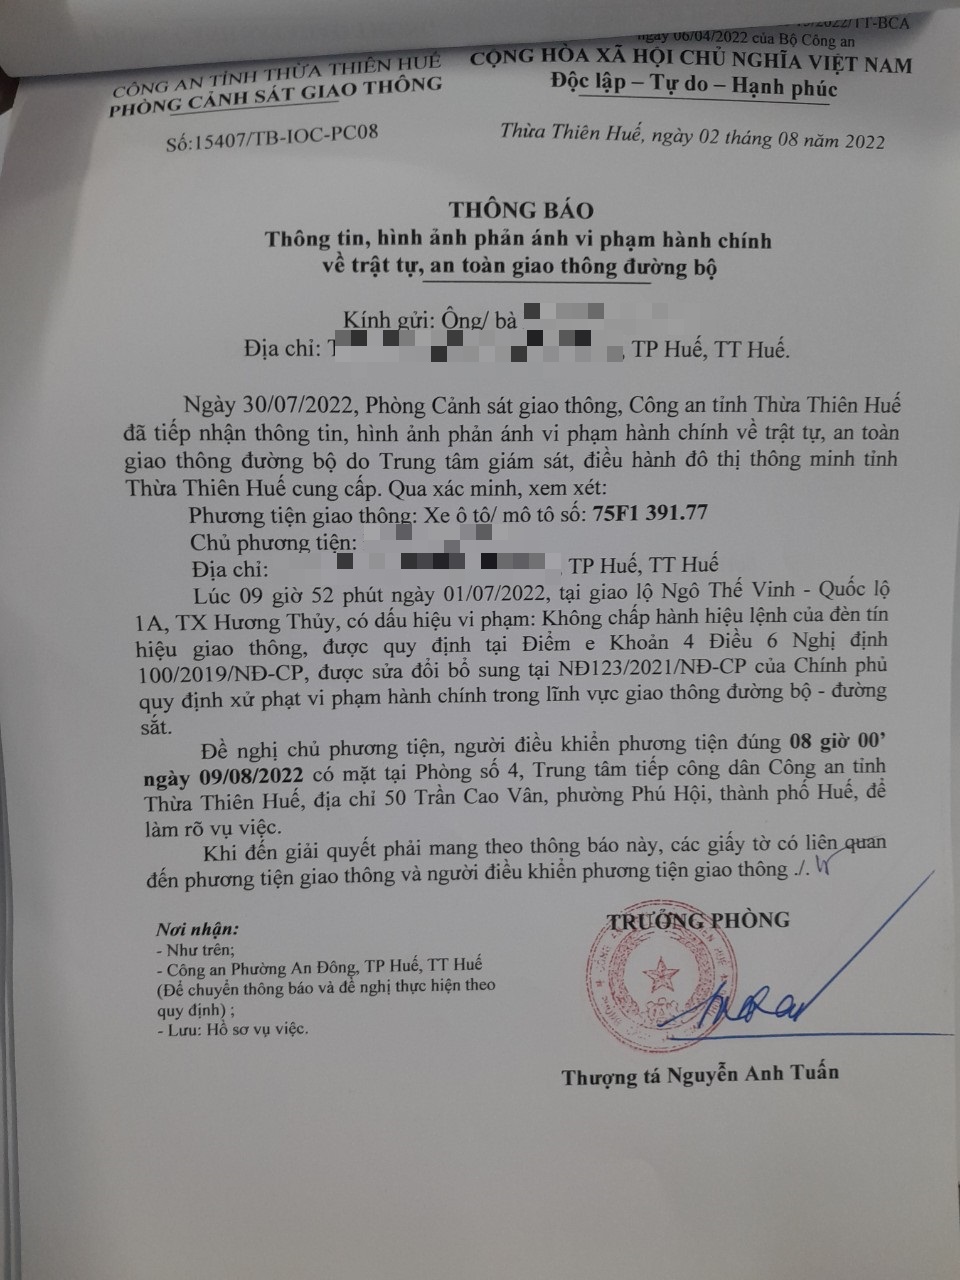 /2022/TT-BCA
ngày 06/04/2022 của Bộ Công an
CÔNG AN TỈNH THỪA THIÊN HUẾ
PHÒNG CẢNH SÁT GIAO THÔNG
CỘNG HÒA XÃ HỘI CHỦ NGHĨA VIỆT NAM
Độc lập – Tự do – Hạnh phúc
Số:15407/TB-IOC-PC08
Thừa Thiên Huế, ngày 02 tháng 08 năm 2022
THÔNG BÁO
Thông tin, hình ảnh phản ánh vi phạm hành chính
về trật tự, an toàn giao thông đường bộ
Kính gửi: Ông/ bà
Địa chỉ: T , TP Huế, TT Huế.
Ngày 30/07/2022, Phòng Cảnh sát giao thông, Công an tỉnh Thừa Thiên Huế
đã tiếp nhận thông tin, hình ảnh phản ánh vi phạm hành chính về trật tự, an toàn
giao thông đường bộ do Trung tâm giám sát, điều hành đô thị thông minh tỉnh
Thừa Thiên Huế cung cấp. Qua xác minh, xem xét:
Phương tiện giao thông: Xe ô tô/ mô tô số: 75F1 391.77
Chủ phương tiện:
Địa chỉ: , TP Huế, TT Huế
Lúc 09 giờ 52 phút ngày 01/07/2022, tại giao lộ Ngô Thế Vinh - Quốc lộ
1A, TX Hương Thủy, có dấu hiệu vi phạm: Không chấp hành hiệu lệnh của đèn tín
hiệu giao thông, được quy định tại Điểm e Khoản 4 Điều 6 Nghị định
100/2019/NĐ-CP, được sửa đổi bổ sung tại NĐ123/2021/NĐ-CP của Chính phủ
quy định xử phạt vi phạm hành chính trong lĩnh vực giao thông đường bộ - đường
sắt.
Đề nghị chủ phương tiện, người điều khiển phương tiện đúng 08 giờ 00’
ngày 09/08/2022 có mặt tại Phòng số 4, Trung tâm tiếp công dân Công an tỉnh
Thừa Thiên Huế, địa chỉ 50 Trần Cao Vân, phường Phú Hội, thành phố Huế, để
làm rõ vụ việc.
Khi đến giải quyết phải mang theo thông báo này, các giấy tờ có liên quan
đến phương tiện giao thông và người điều khiển phương tiện giao thông ./.
Nơi nhận:
- Như trên;
- Công an Phường An Đông, TP Huế, TT Huế
(Để chuyển thông báo và đề nghị thực hiện theo
quy định) ;
- Lưu: Hồ sơ vụ việc.
TRƯỞNG PHÒNG
Thượng tá Nguyễn Anh Tuấn